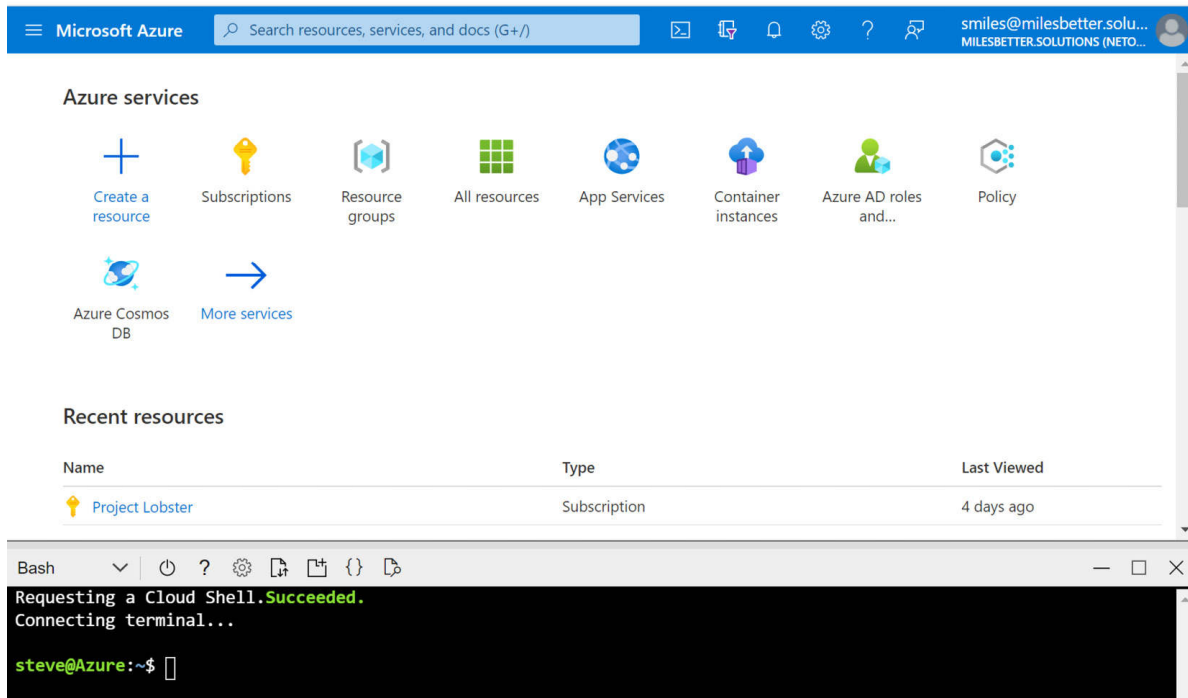 Microsoft Azure
Search resources, services, and docs (G+/)
smiles@milesbetter.solu...
MILESBETTER.SOLUTIONS (NETO...
Azure services
Create a
resource
Subscriptions
Resource
groups
All resources
App Services
Container
instances
Azure AD roles
and...
Policy
Azure Cosmos
DB
More services
Recent resources
Name Type Last Viewed
Project Lobster Subscription 4 days ago
Bash
Requesting a Cloud Shell.Succeeded.
Connecting terminal...
steve@Azure:~$